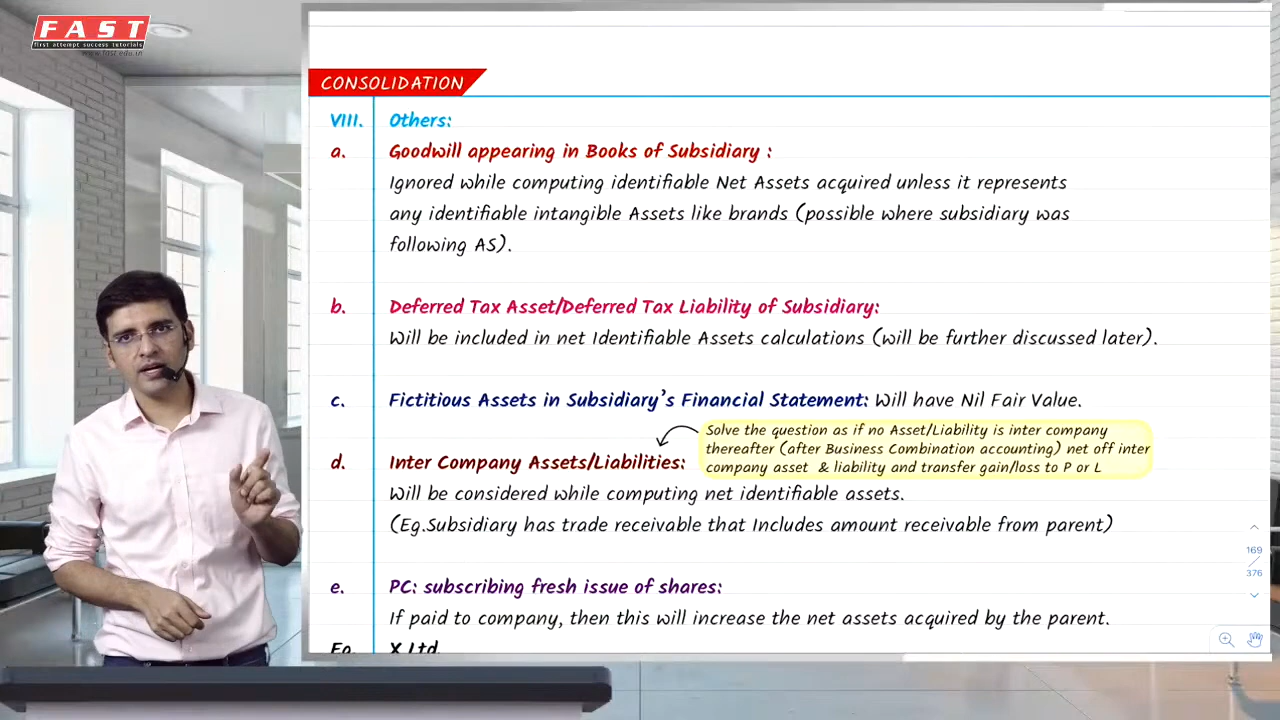 FAST
first attempt success tutorials
www.fast.edu.in
CONSOLIDATION
VIII. Others:
a. Goodwill appearing in Books of Subsidiary :
Ignored while computing identifiable Net Assets acquired unless it represents
any identifiable intangible Assets like brands (possible where subsidiary was
following AS).
b. Deferred Tax Asset/Deferred Tax Liability of Subsidiary:
Will be included in net Identifiable Assets calculations (will be further discussed later).
c. Fictitious Assets in Subsidiary's Financial Statement: Will have Nil Fair Value.
Solve the question as if no Asset/Liability is inter company
thereafter (after Business Combination accounting) net off inter
company asset & liability and transfer gain/loss to P or L
d. Inter Company Assets/Liabilities:
Will be considered while computing net identifiable assets.
(Eg.Subsidiary has trade receivable that Includes amount receivable from parent)
169
376
e. PC: subscribing fresh issue of shares:
If paid to company, then this will increase the net assets acquired by the parent.
Eg. X Ltd.